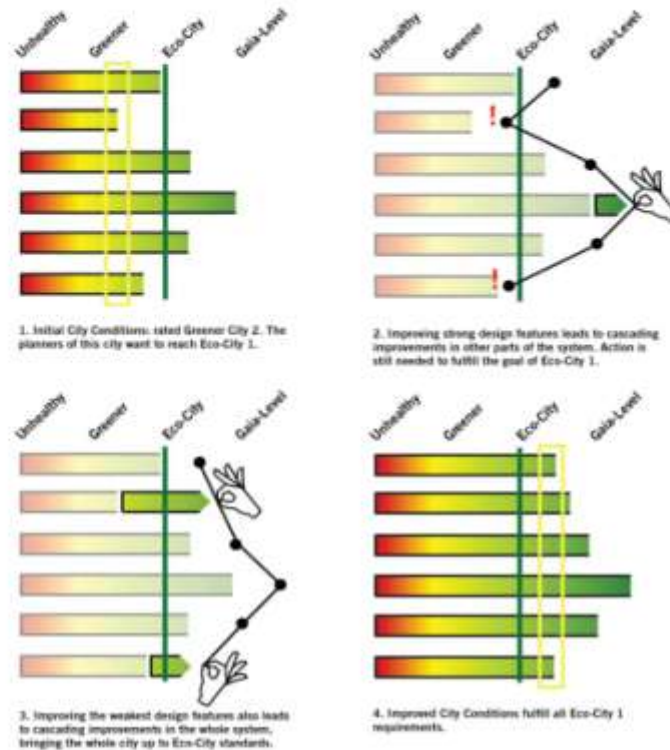 Unhealthy
Greener
Eco-City
Gaia-Level
Unhealthy
Greener
Eco-City
Gaia-Level
!
!
1. Initial City Conditions: rated Greener City 2. The
planners of this city want to reach Eco-City 1.
2. Improving strong design features leads to cascading
improvements in other parts of the system. Action is
still needed to fulfill the goal of Eco-City 1.
Unhealthy
Greener
Eco-City
Gaia-Level
Unhealthy
Greener
Eco-City
Gaia-Level
3. Improving the weakest design features also leads
to cascading improvements in the whole system,
bringing the whole city up to Eco-City standards.
4. Improved City Conditions fulfill all Eco-City 1
requirements.